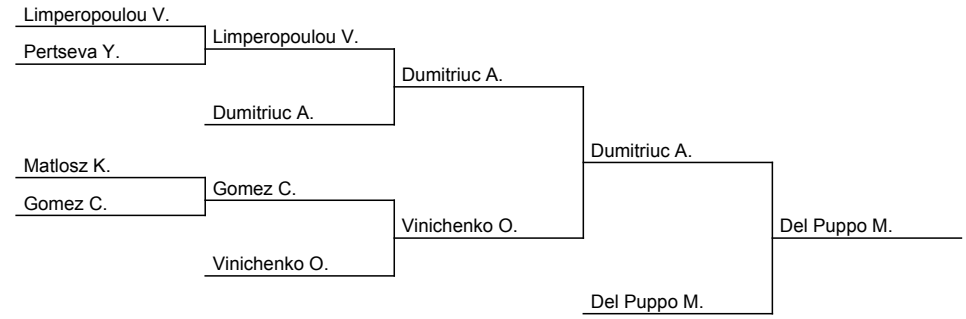 Limperopoulou V.
Pertseva Y.
Limperopoulou V.
Dumitriuc A.
Dumitriuc A.
Matlosz K.
Gomez C.
Gomez C.
Vinichenko O.
Vinichenko O.
Dumitriuc A.
Del Puppo M.
Del Puppo M.